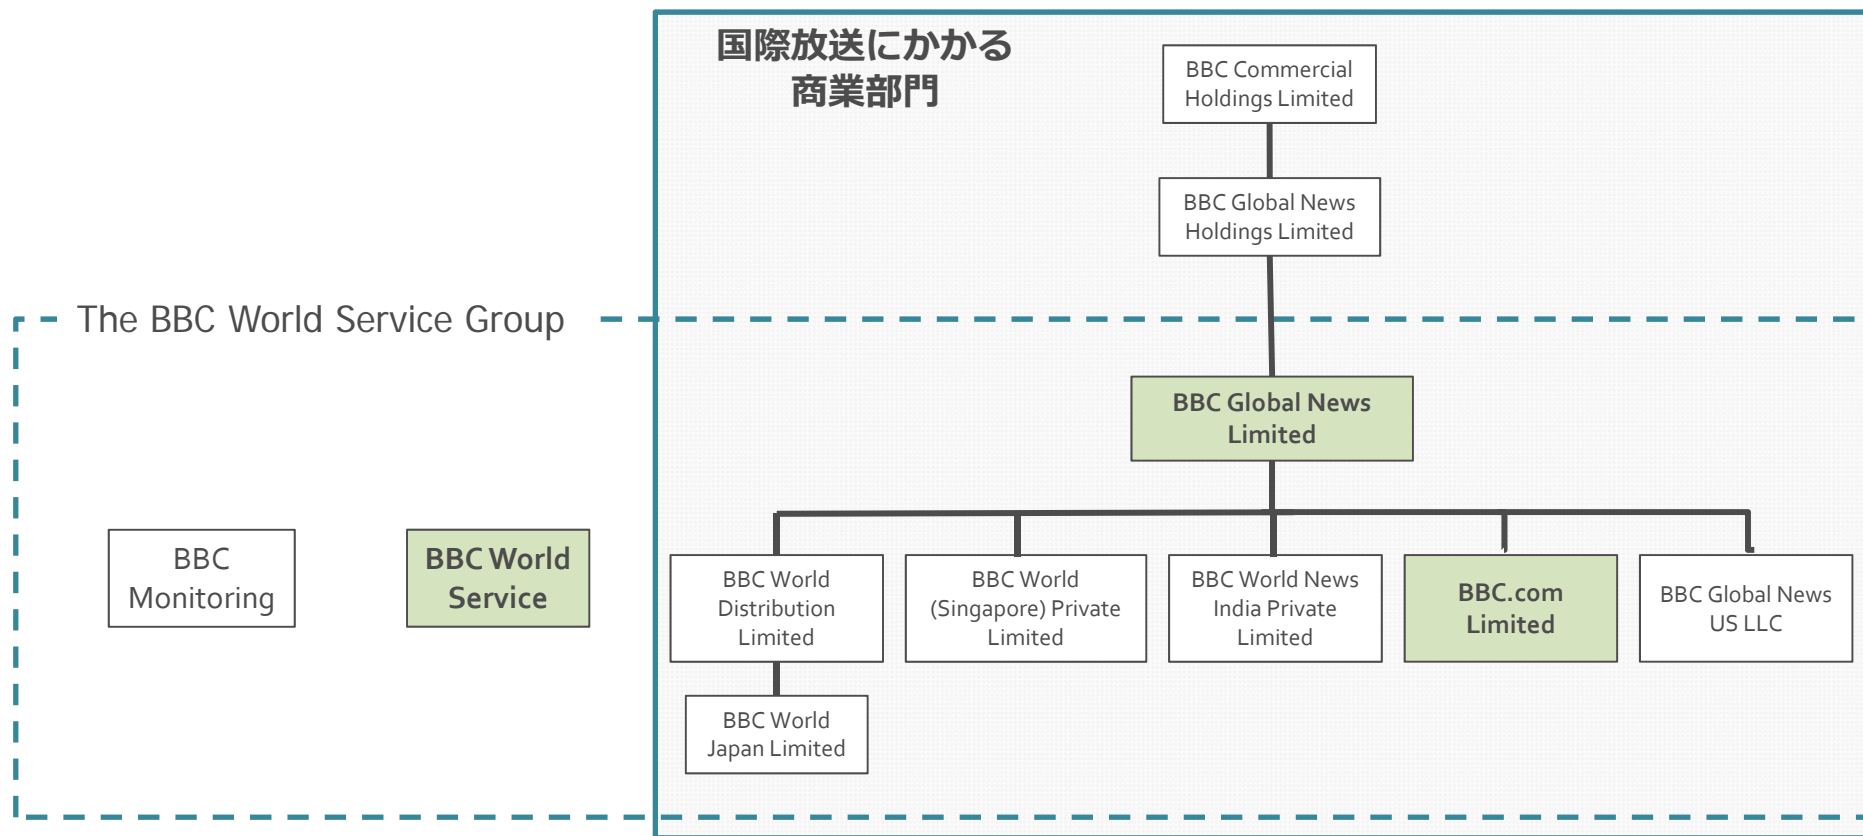 国際放送にかかる
商業部門
BBC Commercial
Holdings Limited
BBC Global News
Holdings Limited
The BBC World Service Group
BBC Global News
Limited
BBC
Monitoring
BBC World
Service
BBC World
Distribution
Limited
BBC World
(Singapore) Private
Limited
BBC World News
India Private
Limited
BBC.com
Limited
BBC Global News
US LLC
BBC World
Japan Limited